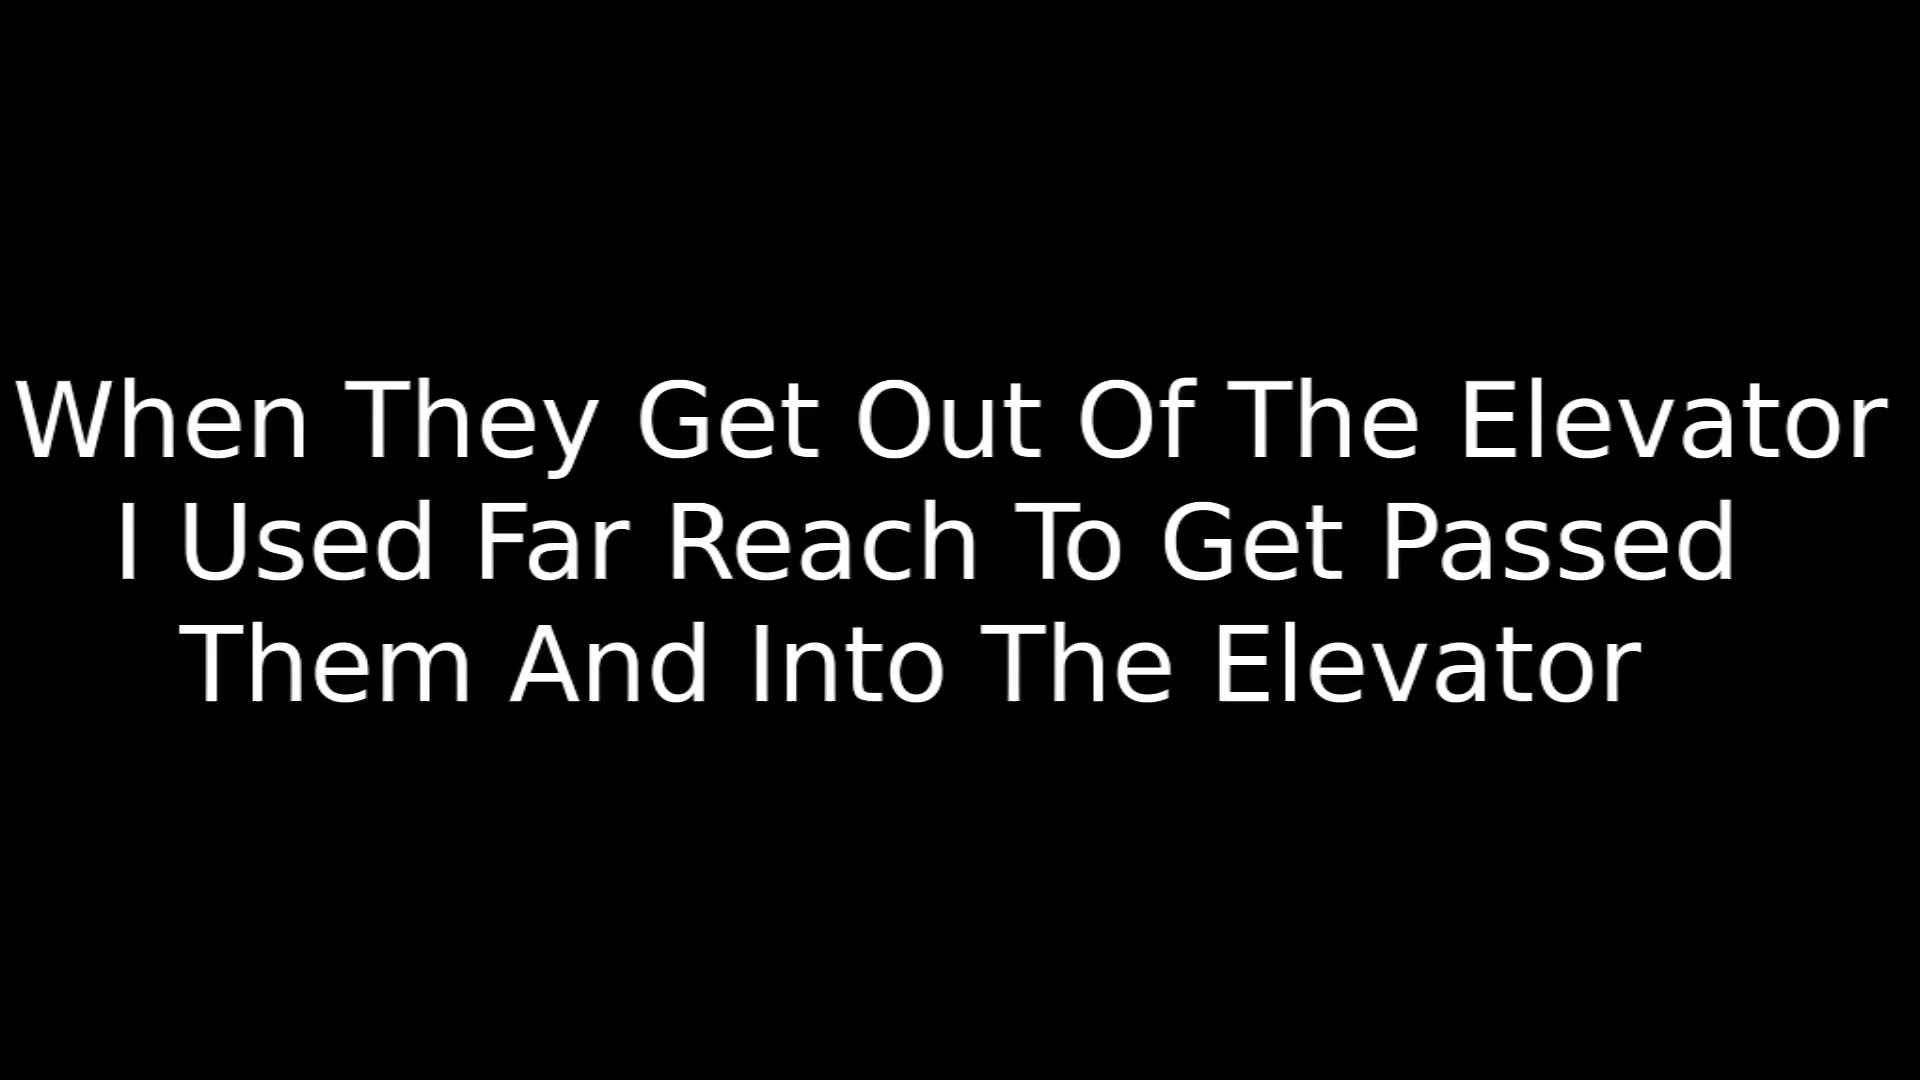 When They Get Out Of The Elevator
I Used Far Reach To Get Passed
Them And Into The Elevator